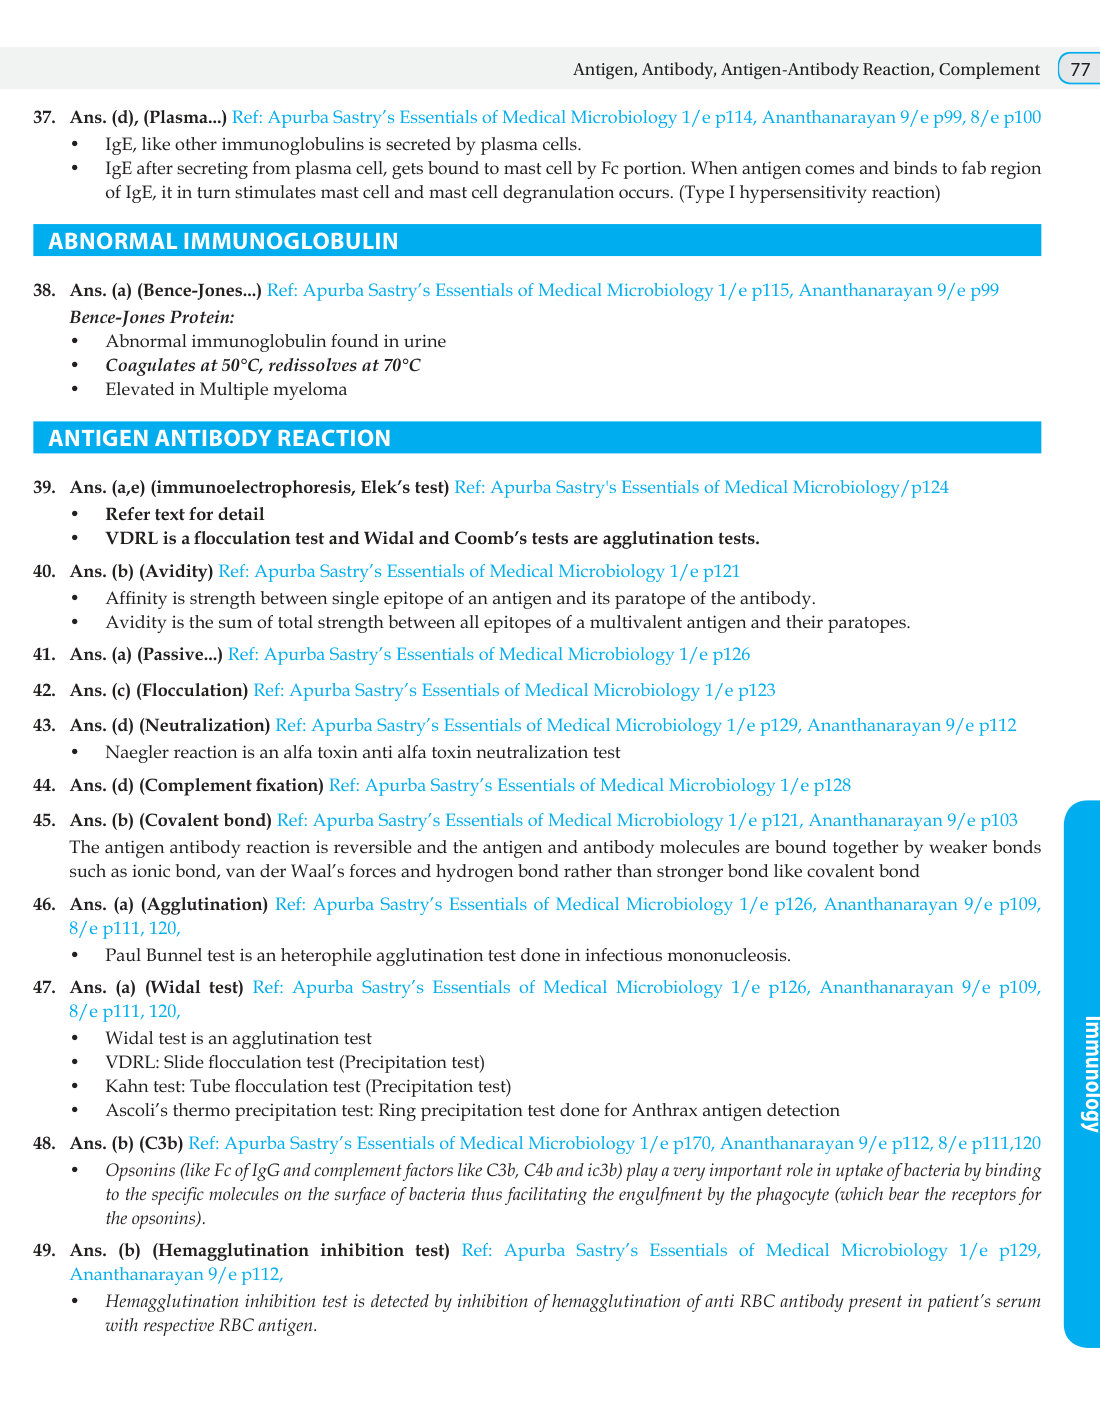 Antigen, Antibody, Antigen-Antibody Reaction, Complement 77
37. Ans. (d), (Plasma...) Ref: Apurba Sastry’s Essentials of Medical Microbiology 1/e p114, Ananthanarayan 9/e p99, 8/e p100
• IgE, like other immunoglobulins is secreted by plasma cells.
• IgE after secreting from plasma cell, gets bound to mast cell by Fc portion. When antigen comes and binds to fab region
of IgE, it in turn stimulates mast cell and mast cell degranulation occurs. (Type I hypersensitivity reaction)
ABNORMAL IMMUNOGLOBULIN
38. Ans. (a) (Bence-Jones...) Ref: Apurba Sastry’s Essentials of Medical Microbiology 1/e p115, Ananthanarayan 9/e p99
Bence-Jones Protein:
• Abnormal immunoglobulin found in urine
• Coagulates at 50°C, redissolves at 70°C
• Elevated in Multiple myeloma
ANTIGEN ANTIBODY REACTION
39. Ans. (a,e) (immunoelectrophoresis, Elek’s test) Ref: Apurba Sastry's Essentials of Medical Microbiology/p124
• Refer text for detail
• VDRL is a flocculation test and Widal and Coomb’s tests are agglutination tests.
40. Ans. (b) (Avidity) Ref: Apurba Sastry’s Essentials of Medical Microbiology 1/e p121
• Affinity is strength between single epitope of an antigen and its paratope of the antibody.
• Avidity is the sum of total strength between all epitopes of a multivalent antigen and their paratopes.
41. Ans. (a) (Passive...) Ref: Apurba Sastry’s Essentials of Medical Microbiology 1/e p126
42. Ans. (c) (Flocculation) Ref: Apurba Sastry’s Essentials of Medical Microbiology 1/e p123
43. Ans. (d) (Neutralization) Ref: Apurba Sastry’s Essentials of Medical Microbiology 1/e p129, Ananthanarayan 9/e p112
• Naegler reaction is an alfa toxin anti alfa toxin neutralization test
44. Ans. (d) (Complement fixation) Ref: Apurba Sastry’s Essentials of Medical Microbiology 1/e p128
45. Ans. (b) (Covalent bond) Ref: Apurba Sastry’s Essentials of Medical Microbiology 1/e p121, Ananthanarayan 9/e p103
The antigen antibody reaction is reversible and the antigen and antibody molecules are bound together by weaker bonds
such as ionic bond, van der Waal’s forces and hydrogen bond rather than stronger bond like covalent bond
46. Ans. (a) (Agglutination) Ref: Apurba Sastry’s Essentials of Medical Microbiology 1/e p126, Ananthanarayan 9/e p109,
8/e p111, 120,
• Paul Bunnel test is an heterophile agglutination test done in infectious mononucleosis.
47. Ans. (a) (Widal test) Ref: Apurba Sastry’s Essentials of Medical Microbiology 1/e p126, Ananthanarayan 9/e p109,
8/e p111, 120,
• Widal test is an agglutination test
• VDRL: Slide flocculation test (Precipitation test)
• Kahn test: Tube flocculation test (Precipitation test)
• Ascoli’s thermo precipitation test: Ring precipitation test done for Anthrax antigen detection
48. Ans. (b) (C3b) Ref: Apurba Sastry’s Essentials of Medical Microbiology 1/e p170, Ananthanarayan 9/e p112, 8/e p111,120
• Opsonins (like Fc of IgG and complement factors like C3b, C4b and ic3b) play a very important role in uptake of bacteria by binding
to the specific molecules on the surface of bacteria thus facilitating the engulfment by the phagocyte (which bear the receptors for
the opsonins).
49. Ans. (b) (Hemagglutination inhibition test) Ref: Apurba Sastry’s Essentials of Medical Microbiology 1/e p129,
Ananthanarayan 9/e p112,
• Hemagglutination inhibition test is detected by inhibition of hemagglutination of anti RBC antibody present in patient’s serum
with respective RBC antigen.
Immunology